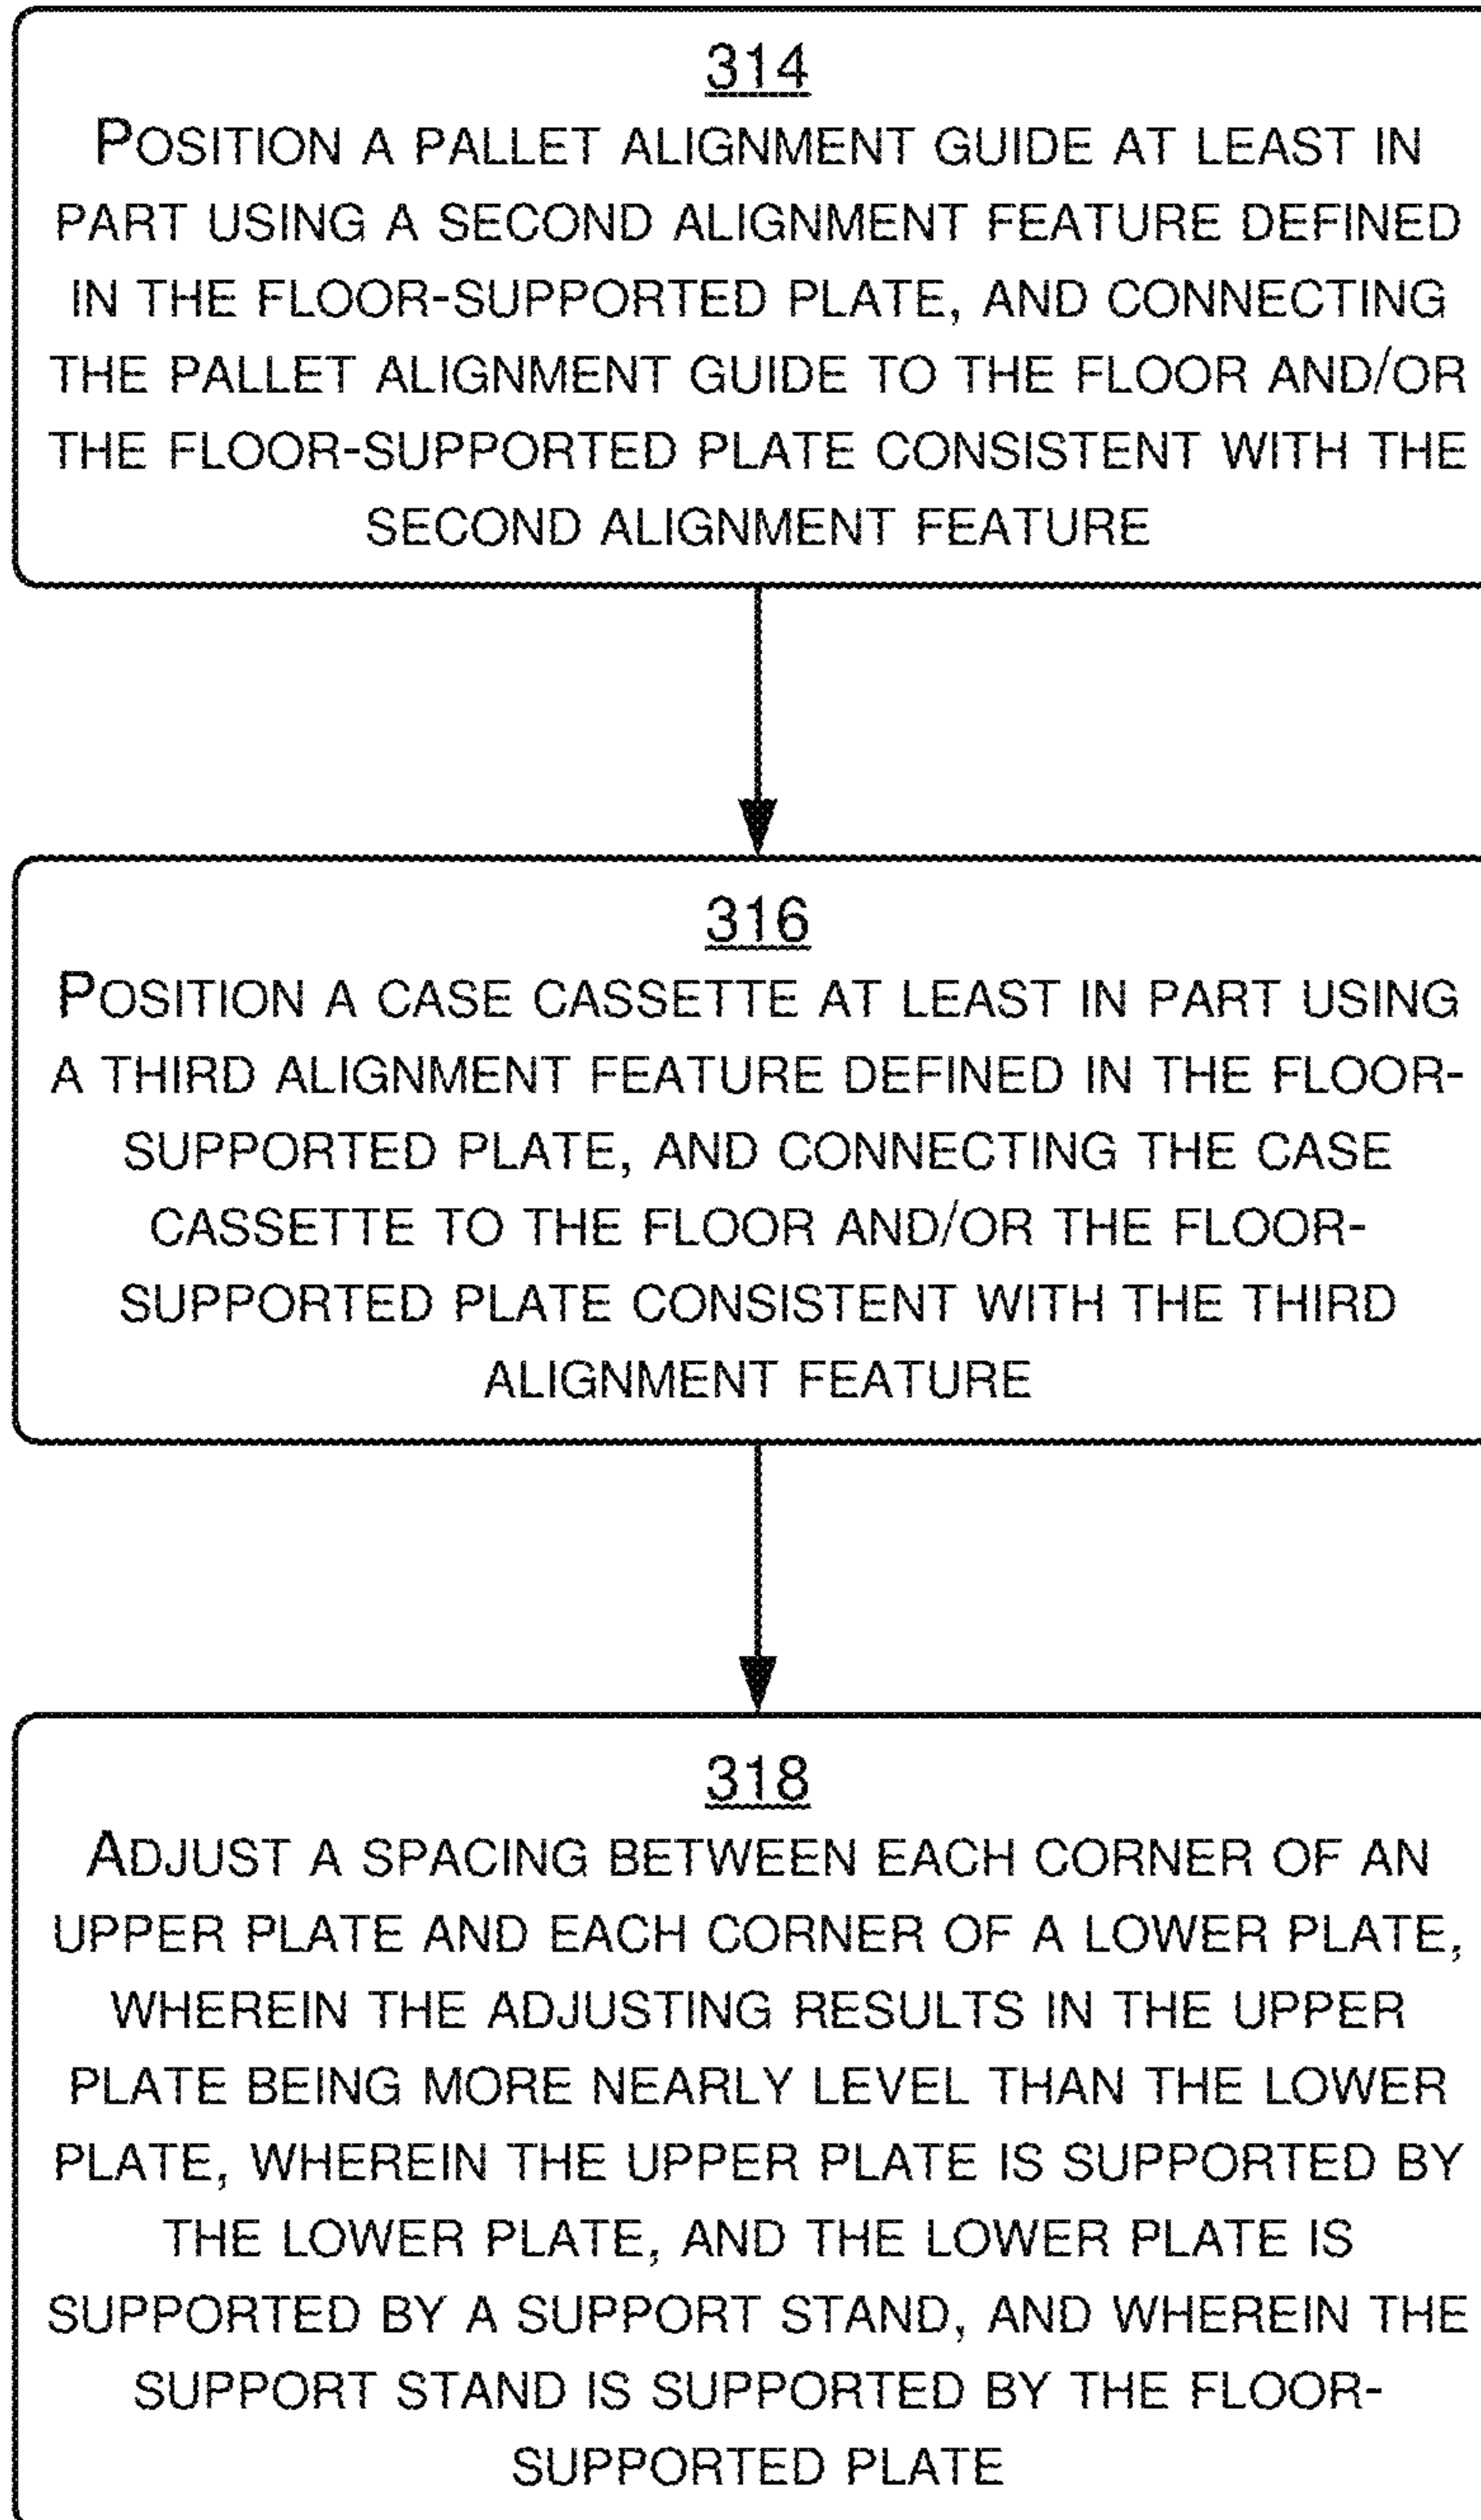 314
POSITION A PALLET ALIGNMENT GUIDE AT LEAST IN
PART USING A SECOND ALIGNMENT FEATURE DEFINED
IN THE FLOOR-SUPPORTED PLATE, AND CONNECTING
THE PALLET ALIGNMENT GUIDE TO THE FLOOR AND/OR
THE FLOOR-SUPPORTED PLATE CONSISTENT WITH THE
SECOND ALIGNMENT FEATURE
316
POSITION A CASE CASSETTE AT LEAST IN PART USING
A THIRD ALIGNMENT FEATURE DEFINED IN THE FLOOR-
SUPPORTED PLATE, AND CONNECTING THE CASE
CASSETTE TO THE FLOOR AND/OR THE FLOOR-
SUPPORTED PLATE CONSISTENT WITH THE THIRD
ALIGNMENT FEATURE
318
ADJUST A SPACING BETWEEN EACH CORNER OF AN
UPPER PLATE AND EACH CORNER OF A LOWER PLATE,
WHEREIN THE ADJUSTING RESULTS IN THE UPPER
PLATE BEING MORE NEARLY LEVEL THAN THE LOWER
PLATE, WHEREIN THE UPPER PLATE IS SUPPORTED BY
THE LOWER PLATE, AND THE LOWER PLATE IS
SUPPORTED BY A SUPPORT STAND, AND WHEREIN THE
SUPPORT STAND IS SUPPORTED BY THE FLOOR-
SUPPORTED PLATE